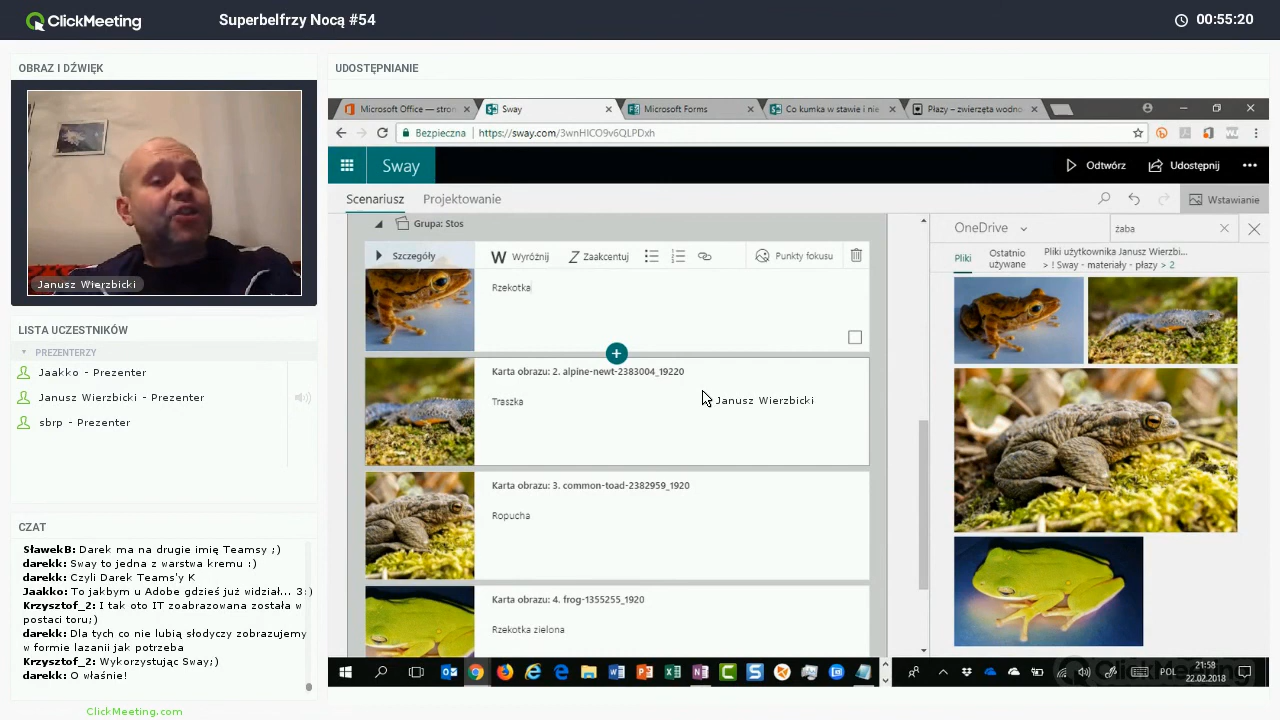 ClickMeeting
Superbelfrzy Nocą #54
00:55:20
OBRAZ I DŹWIĘK
Janusz Wierzbicki
LISTA UCZESTNIKÓW
PREZENTERZY
Jaakko - Prezenter
Janusz Wierzbicki - Prezenter
sbrp - Prezenter
CZAT
SławekB: Darek ma na drugie imię Teamsy ;)
darekk: Sway to jedna z warstwa kremu :)
darekk: Czyli Darek Teams'y K
Jaakko: To jakbym u Adobe gdzieś już widział... 3:)
Krzysztof_2: I tak oto IT zoabrazowana została w
postaci toru;)
darekk: Dla tych co nie lubią słodyczy zobrazujemy
w formie lazanii jak potrzeba
Krzysztof_2: Wykorzystując Sway;)
darekk: O właśnie!
ClickMeeting.com
UDOSTĘPNIANIE
Microsoft Office — stron
Sway
Microsoft Forms
Co kumka w stawie i nie
Płazy – zwierzęta wodno
Bezpieczna
https://sway.com/3wnHICO9v6QLPDxh
Sway
Odtwórz
Udostępnij
Scenariusz
Projektowanie
Wstawianie
Grupa: Stos
Szczegóły
W Wyróżnij
Z Zaakcentuj
Punkty fokusu
Rzekotka
Karta obrazu: 2. alpine-newt-2383004_19220
Traszka
Janusz Wierzbicki
Karta obrazu: 3. common-toad-2382959_1920
Ropucha
Karta obrazu: 4. frog-1355255_1920
Rzekotka zielona
OneDrive
żaba
Pliki
Ostatnio
używane
Pliki użytkownika Janusz Wierzbi...
> ! Sway - materiały - płazy > 2
ClickMeeting
POL
21:58
22.02.2018